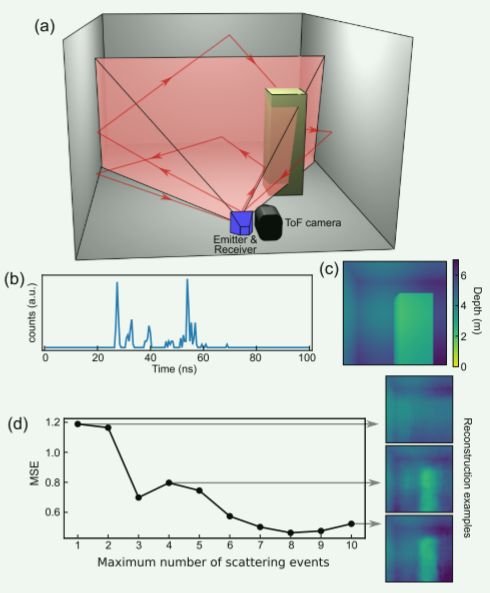 (a)
ToF camera
Emitter &
Receiver
(b)
counts (a.u.)
0 20 40 60 80 100
Time (ns)
(c)
6
4
2
0
Depth (m)
(d)
1.2
1.0
0.8
0.6
MSE
1 2 3 4 5 6 7 8 9 10
Maximum number of scattering events
Reconstruction examples